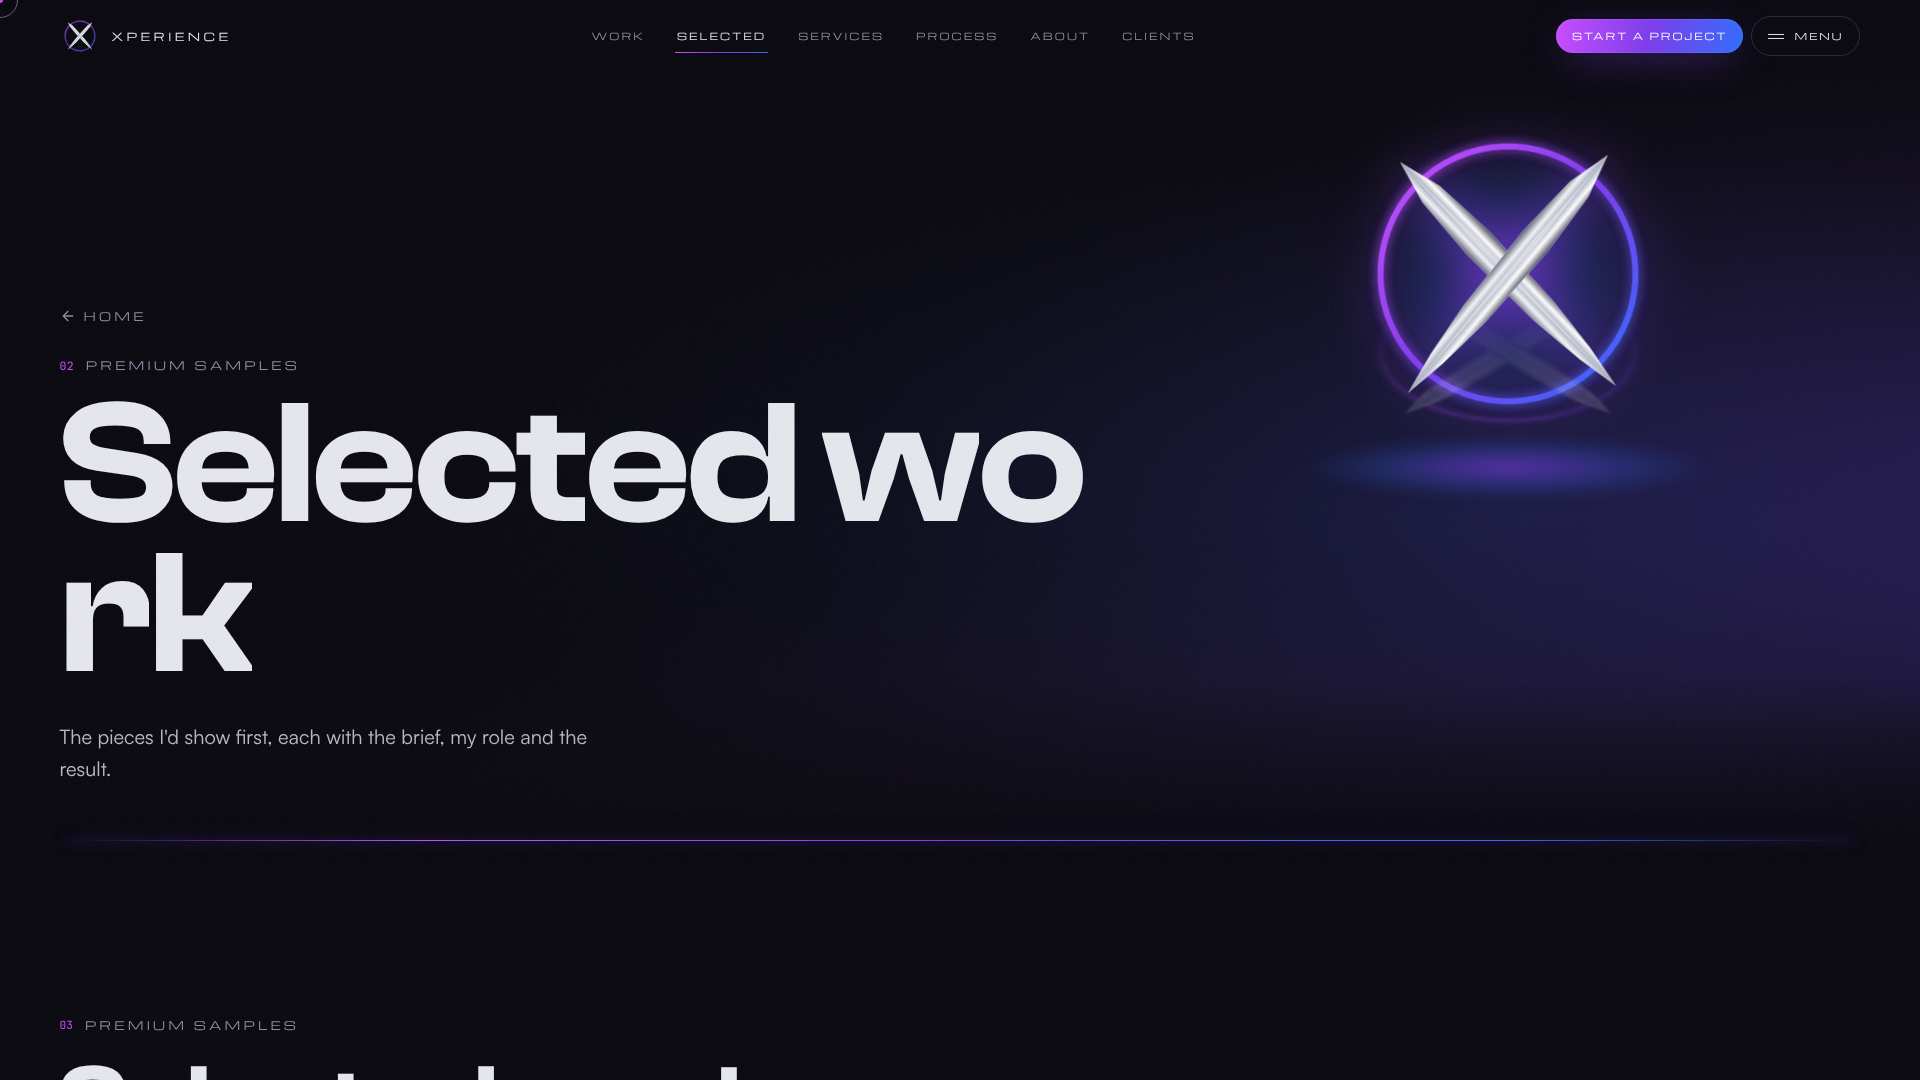 XPERIENCE
WORK
SELECTED
SERVICES
PROCESS
ABOUT
CLIENTS
START A PROJECT
MENU
← HOME
02 PREMIUM SAMPLES
Selected wo
rk
The pieces I'd show first, each with the brief, my role and the
result.
03 PREMIUM SAMPLES